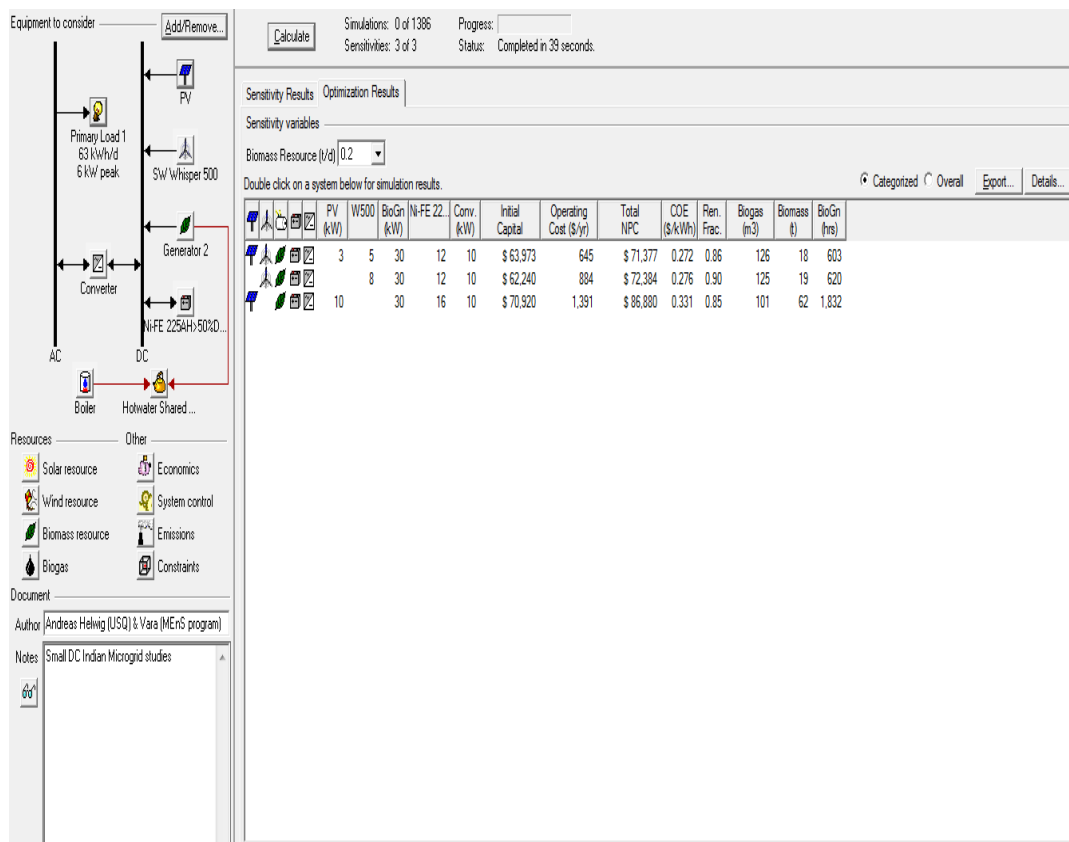 Equipment to consider
Add/Remove...
Calculate
Simulations: 0 of 1386
Progress:
Sensitivities: 3 of 3
Status: Completed in 39 seconds.
PV
Primary Load 1
63 kWh/d
6 kW peak
SW Whisper 500
Generator 2
Converter
Ni-FE 225AH>50%D...
AC
DC
Boiler
Hotwater Shared ...
Resources
Other
Solar resource
Economics
Wind resource
System control
Biomass resource
Emissions
Biogas
Constraints
Document
Author Andreas Helwig (USQ) & Vara (MEnS program)
Notes Small DC Indian Microgrid studies
Sensitivity Results Optimization Results
Sensitivity variables
Biomass Resource (t/d) 0.2
Double click on a system below for simulation results.
Categorized Overall Export... Details...
PV (kW) W500 BioGn (kW) Ni-FE 22... Conv. (kW) Initial Capital Operating Cost ($/yr) Total NPC COE ($/kWh) Ren. Frac. Biogas (m3) Biomass (t) BioGn (hrs)
3 5 30 12 10 $ 63,973 645 $ 71,377 0.272 0.86 126 18 603
8 30 12 10 $ 62,240 884 $ 72,384 0.276 0.90 125 19 620
10 30 16 10 $ 70,920 1,391 $ 86,880 0.331 0.85 101 62 1,832